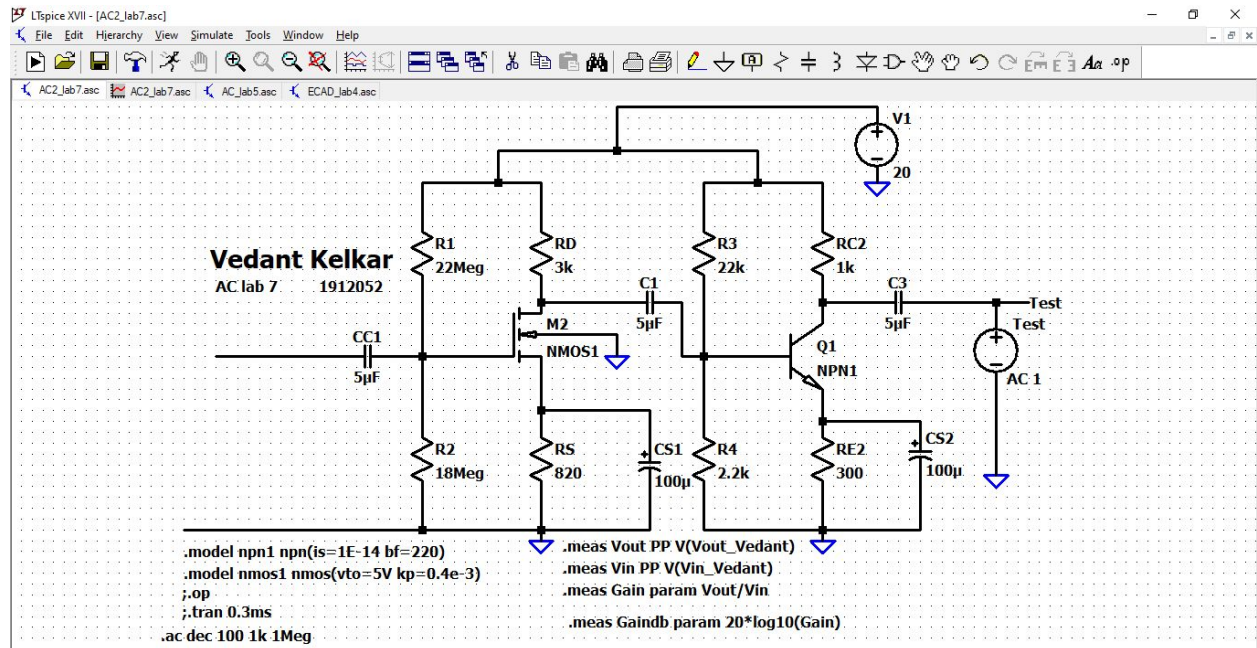 LTspice XVII - [AC2_lab7.asc]
File Edit Hierarchy View Simulate Tools Window Help
AC2_lab7.asc AC2_lab7.asc AC_lab5.asc ECAD_lab4.asc
V1
20
R1
22Meg
RD
3k
R3
22k
RC2
1k
Vedant Kelkar
AC lab 7 1912052
C1
5µF
C3
5µF
Test
Test
AC 1
CC1
5µF
M2
NMOS1
Q1
NPN1
R2
18Meg
RS
820
CS1
100µ
R4
2.2k
RE2
300
CS2
100µ
.model npn1 npn(is=1E-14 bf=220)
.model nmos1 nmos(vto=5V kp=0.4e-3)
;.op
;.tran 0.3ms
.ac dec 100 1k 1Meg
.meas Vout PP V(Vout_Vedant)
.meas Vin PP V(Vin_Vedant)
.meas Gain param Vout/Vin
.meas Gaindb param 20*log10(Gain)